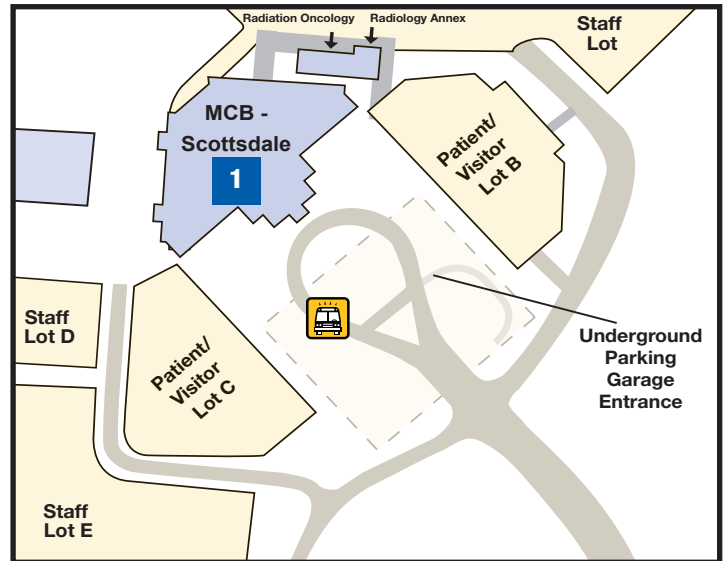 Radiation Oncology
Radiology Annex
Staff
Lot
MCB -
Scottsdale
1
Patient/
Visitor
Lot B
Staff
Lot D
Patient/
Visitor
Lot C
Underground
Parking
Garage
Entrance
Staff
Lot E